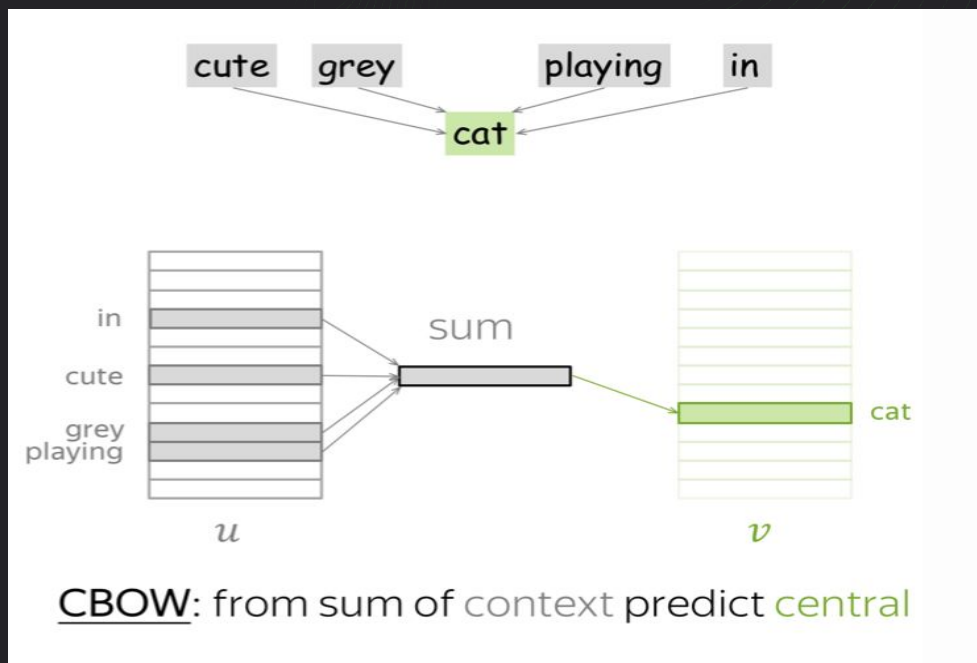 cute grey playing in
cat
in
sum
cute
cat
grey
playing
u
v
CBOW: from sum of context predict central